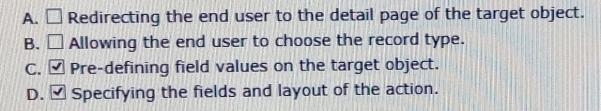 A. ☐ Redirecting the end user to the detail page of the target object.
B. ☐ Allowing the end user to choose the record type.
C. ☑ Pre-defining field values on the target object.
D. ☑ Specifying the fields and layout of the action.